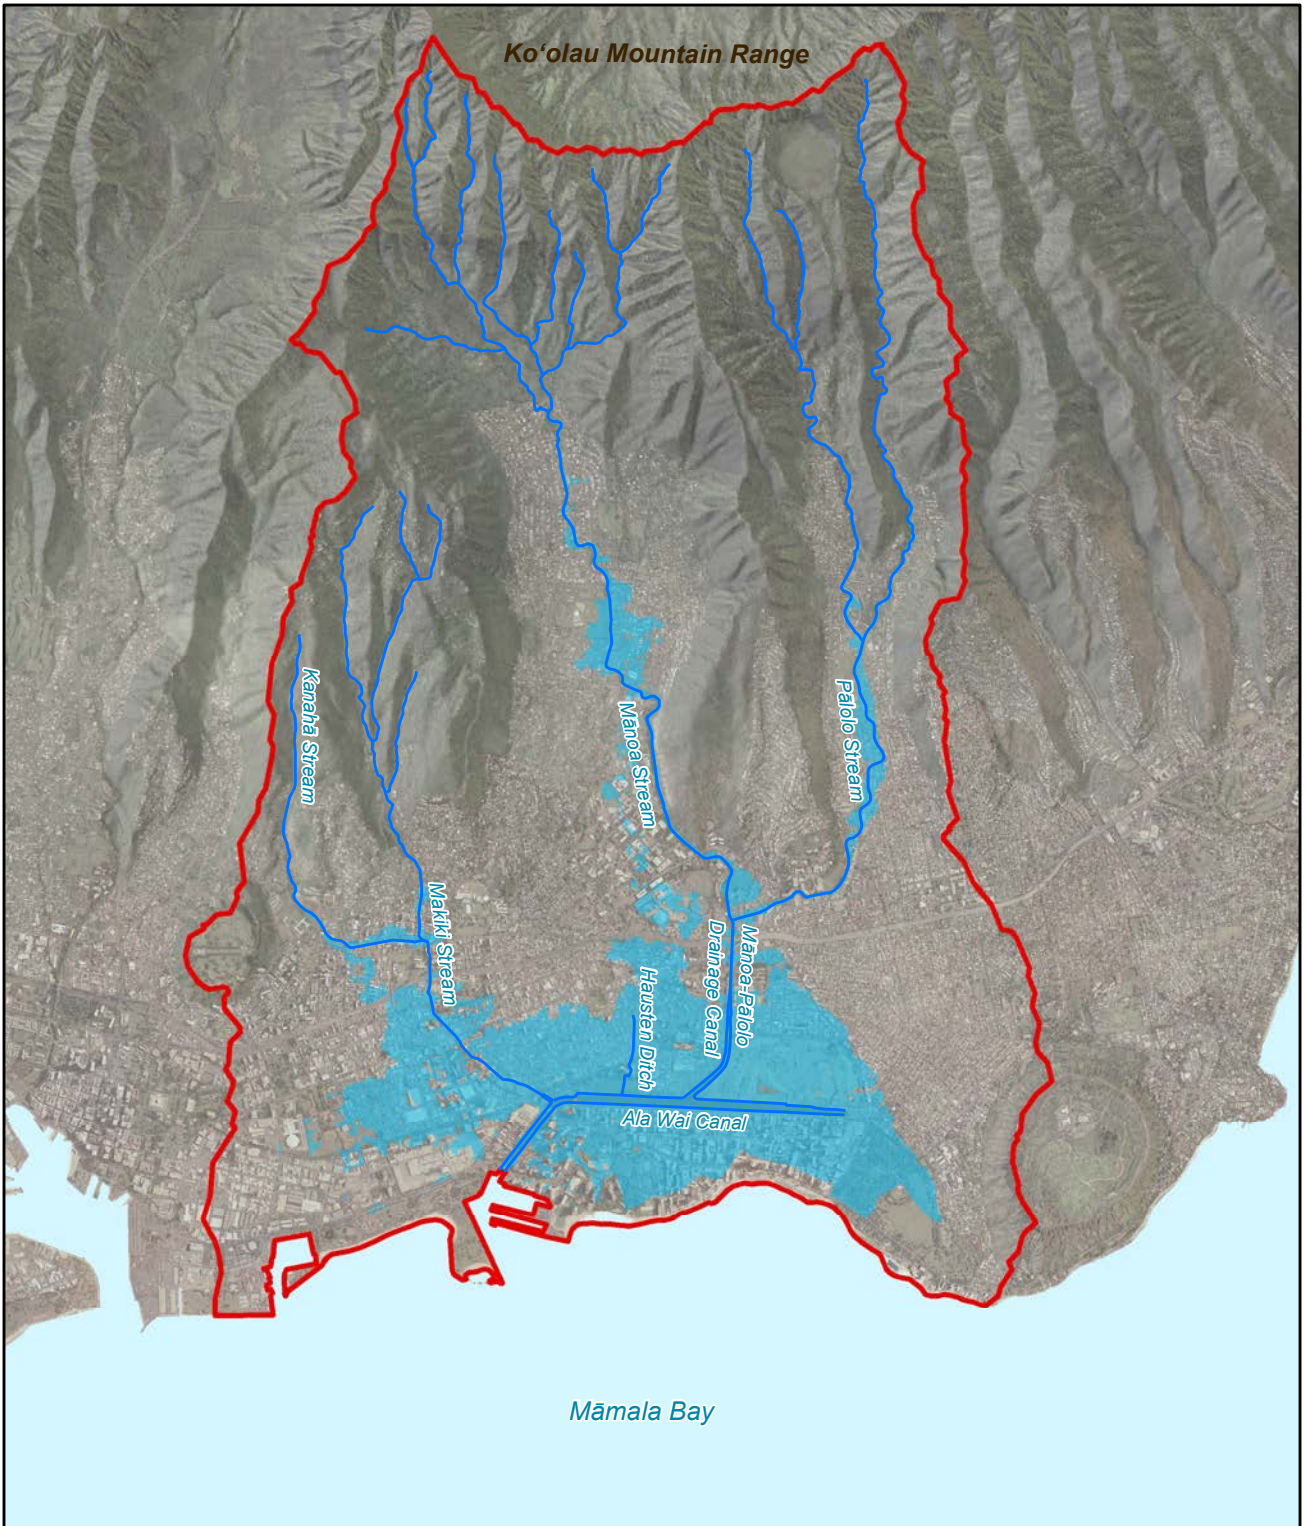 Koʻolau Mountain Range
Kanahā Stream
Mānoa Stream
Pālolo Stream
Makiki Stream
Hausten Ditch
Mānoa-Pālolo
Drainage Canal
Ala Wai Canal
Māmala Bay